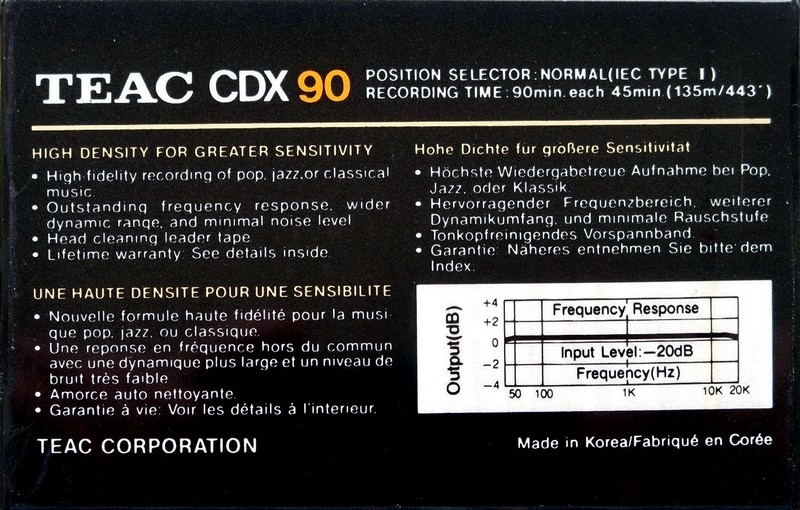 TEAC CDX 90
POSITION SELECTOR: NORMAL (IEC TYPE I)
RECORDING TIME: 90min. each 45min. (135m/443')
HIGH DENSITY FOR GREATER SENSITIVITY
• High fidelity recording of pop, jazz, or classical
music.
• Outstanding frequency response, wider
dynamic range, and minimal noise level
• Head cleaning leader tape.
• Lifetime warranty: See details inside.
UNE HAUTE DENSITE POUR UNE SENSIBILITE
• Nouvelle formule haute fidélité pour la musi-
que pop, jazz, ou classique.
• Une reponse en fréquence hors du commun
avec une dynamique plus large et un niveau de
bruit très faible
• Amorce auto nettoyante.
• Garantie à vie: Voir les détails à l'interieur.
TEAC CORPORATION
Hohe Dichte fur größere Sensitivitat
• Höchste Wiedergabetreue Aufnahme bei Pop,
Jazz, oder Klassik.
• Hervorragender Frequenzbereich, weiterer
Dynamikumfang, und minimale Rauschstufe
• Tonkopfreinigendes Vorspannband.
• Garantie: Näheres entnehmen Sie bitte dem
Index.
Output(dB)
+4
+2
0
−2
−4
Frequency Response
Input Level:−20dB
Frequency(Hz)
50 100 1K 10K 20K
Made in Korea/Fabriqué en Corée